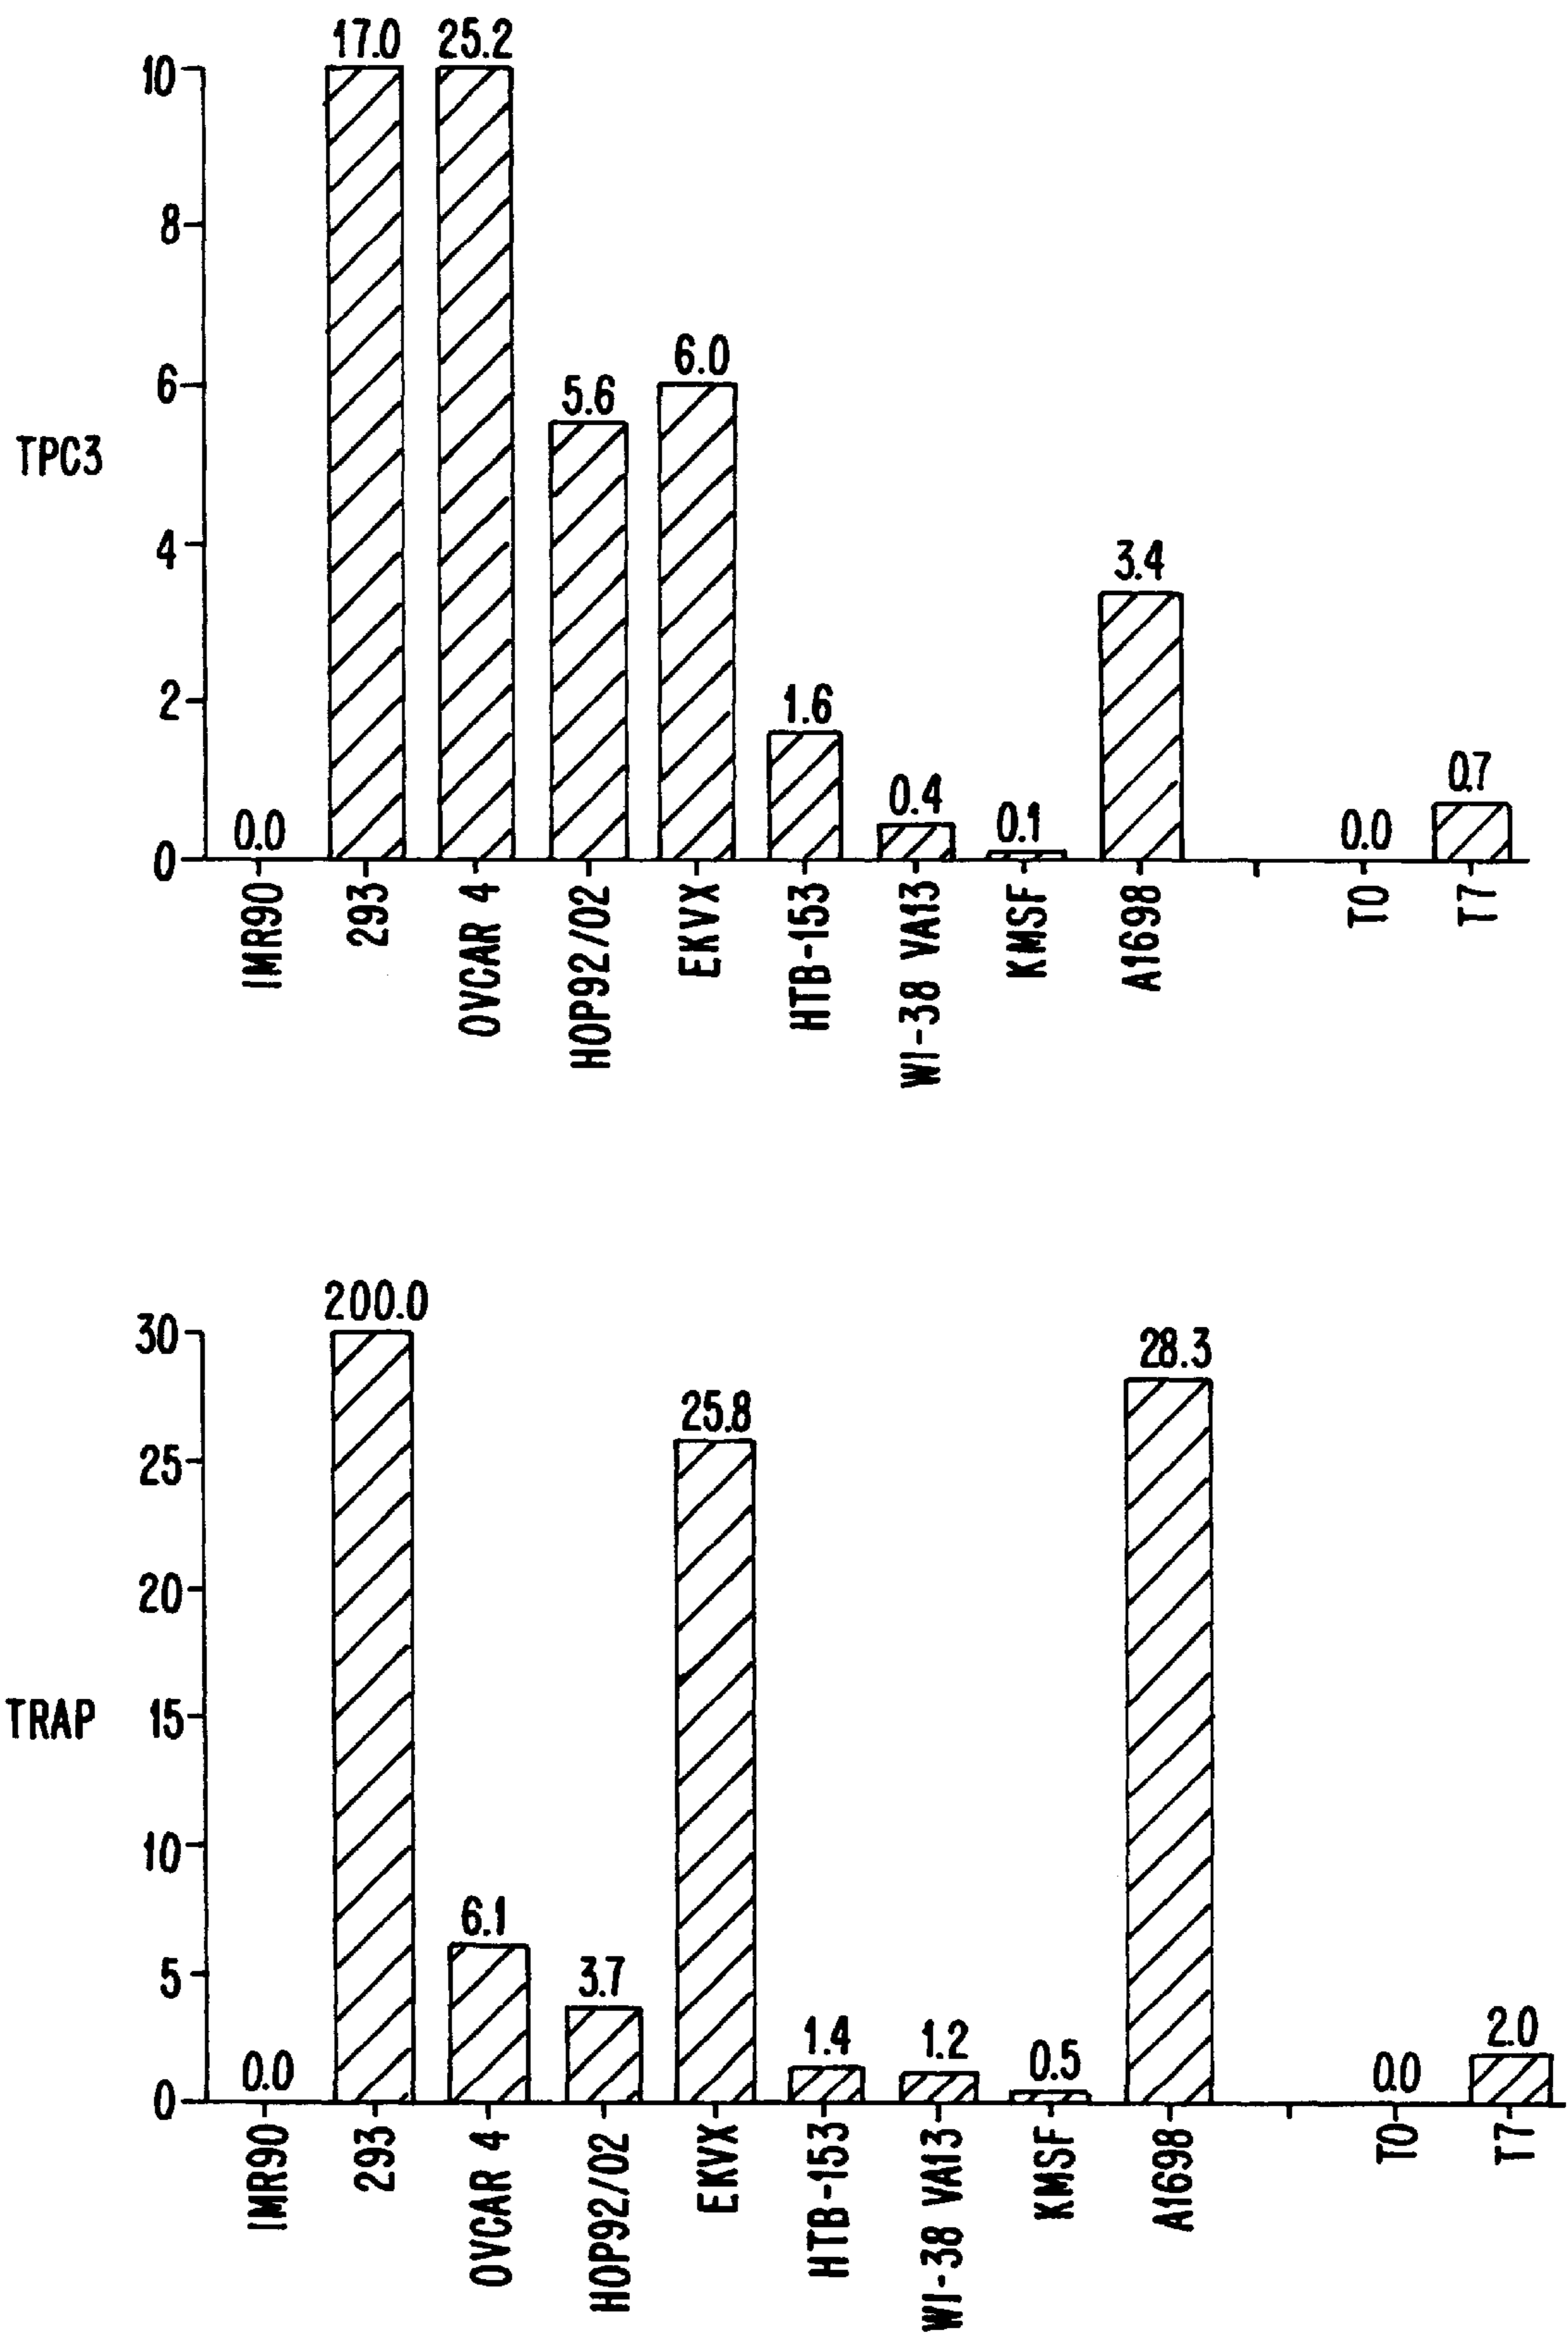 17.0 25.2
10
8
6.0
6
5.6
TPC3
4
3.4
2
1.6
0.7
0.4
0.1
0.0
0.0
0
IMR90
293
OVCAR 4
HOP92/02
EKVX
HTB-153
WI-38 VA13
KMSF
A1698
T0
T7
200.0
30
28.3
25.8
25
20
TRAP
15
10
6.1
5
3.7
2.0
1.4
1.2
0.5
0.0
0.0
0
IMR90
293
OVCAR 4
HOP92/02
EKVX
HTB-153
WI-38 VA13
KMSF
A1698
T0
T7